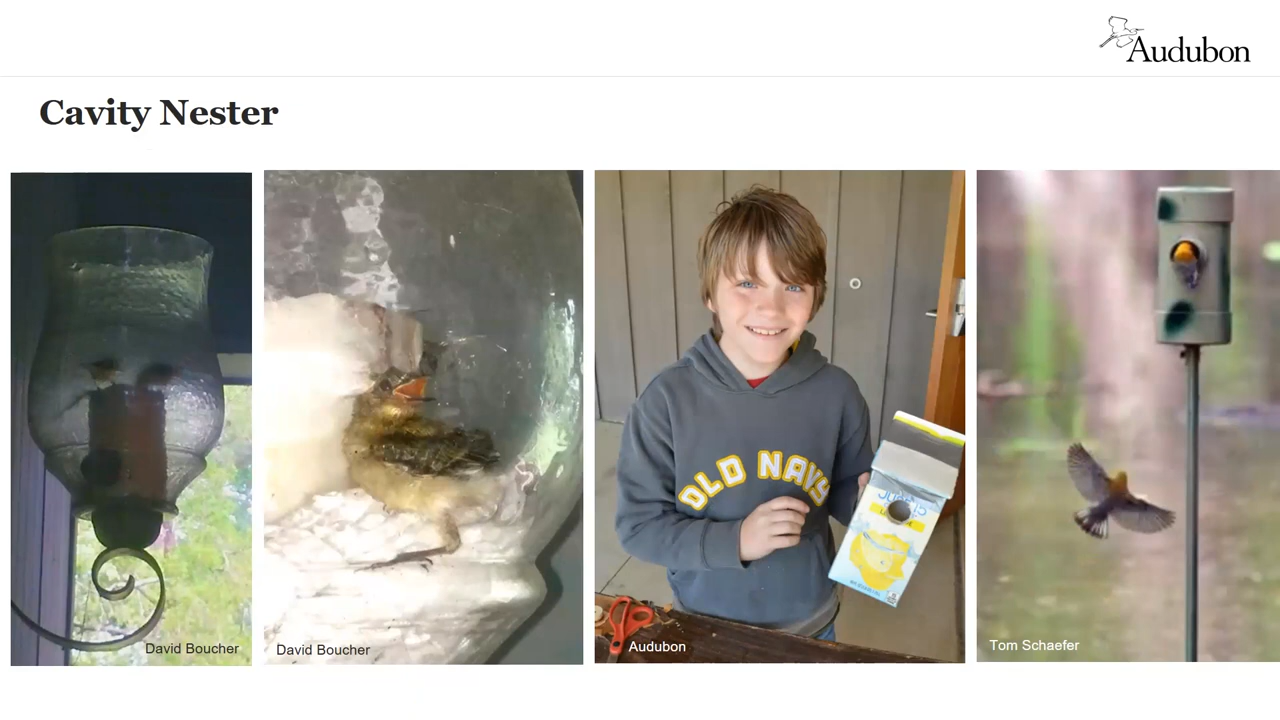 Audubon
Cavity Nester
OLD NAVY
David Boucher
David Boucher
Audubon
Tom Schaefer